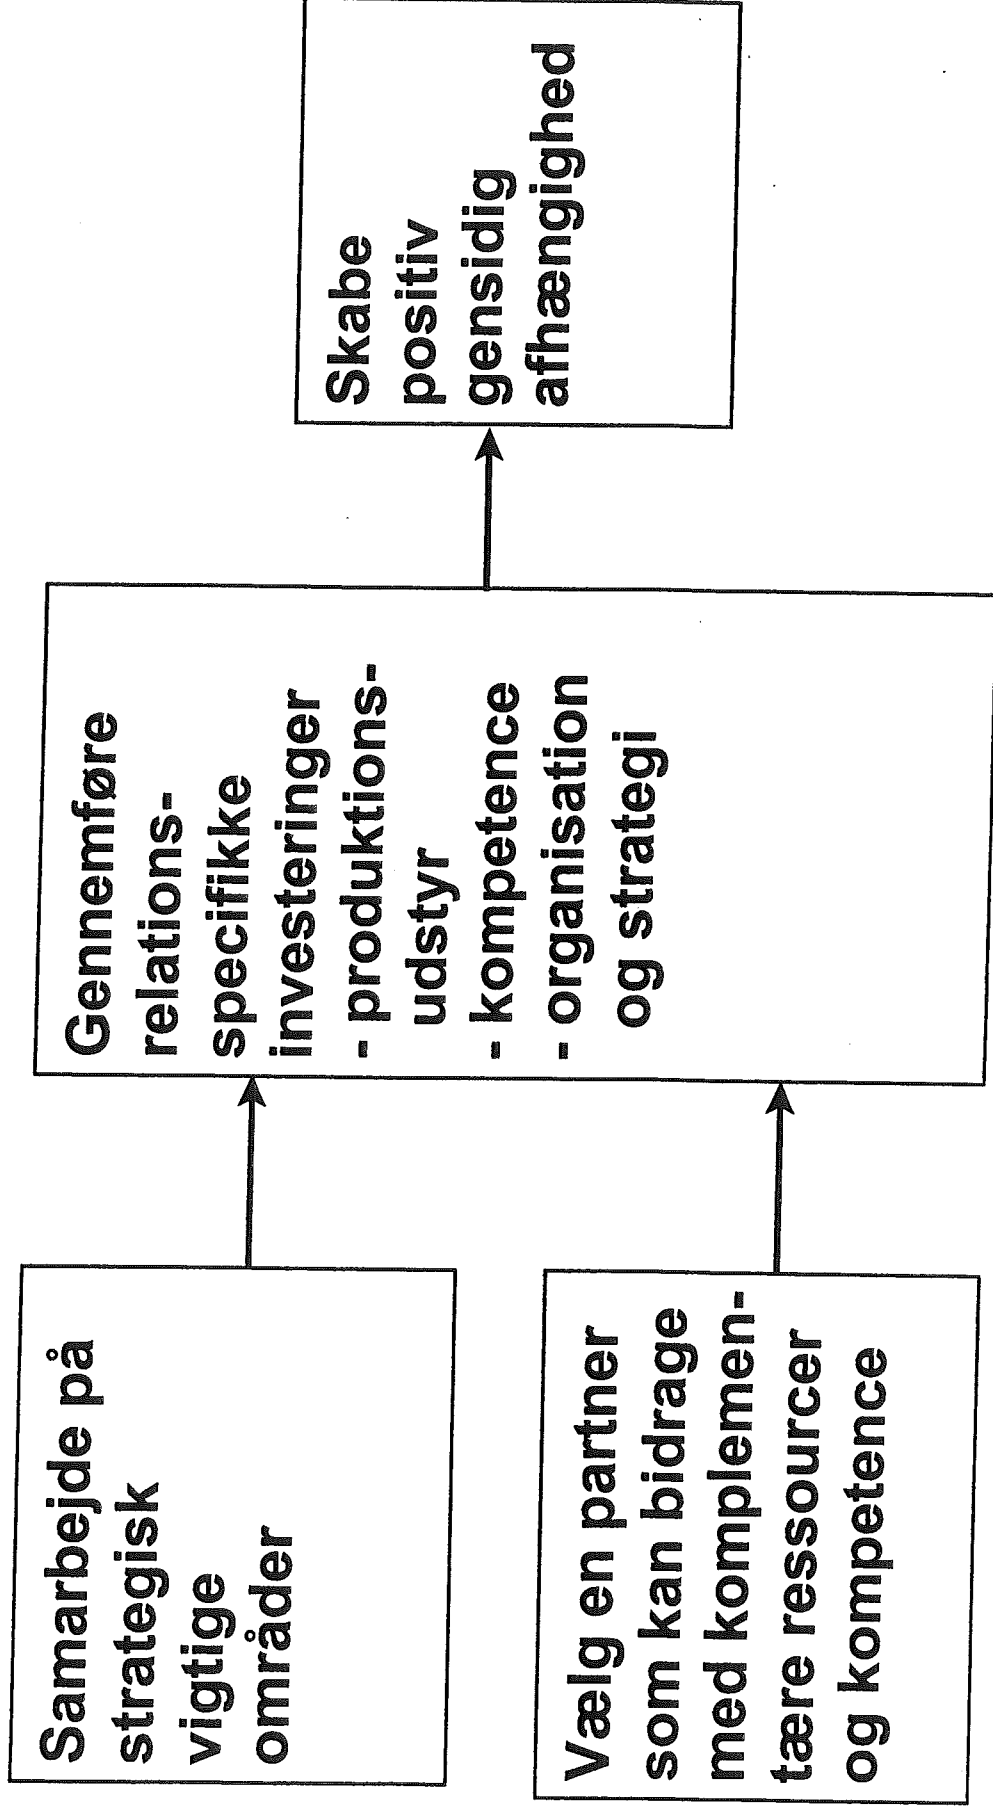 Samarbejde på
strategisk
vigtige
områder
Vælg en partner
som kan bidrage
med komplemen-
tære ressourcer
og kompetence
Gennemføre
relations-
specifikke
investeringer
- produktions-
udstyr
- kompetence
- organisation
og strategi
Skabe
positiv
gensidig
afhængighed